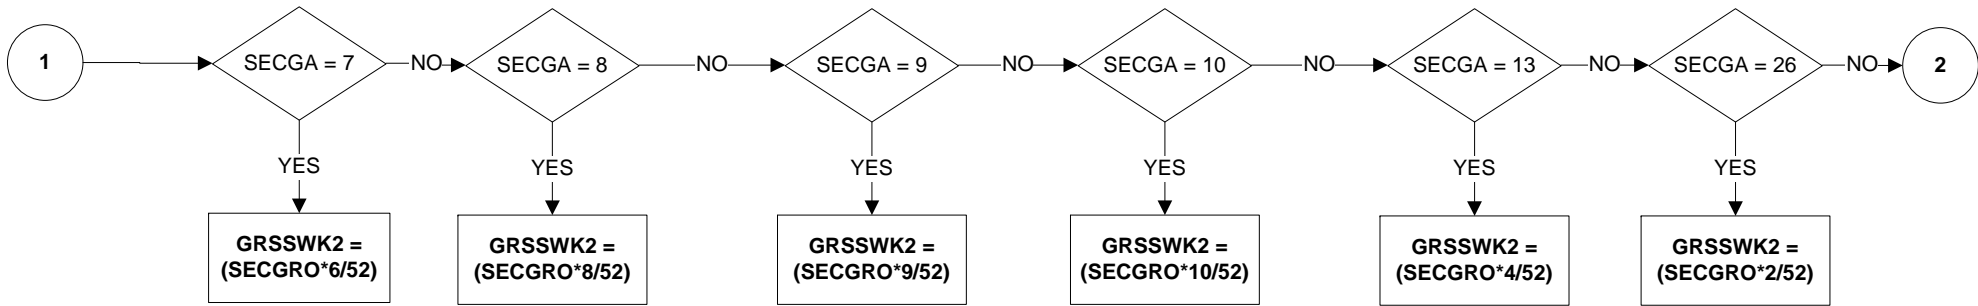 1
SECGA = 7
NO
SECGA = 8
NO
SECGA = 9
NO
SECGA = 10
NO
SECGA = 13
NO
SECGA = 26
NO
2
YES
YES
YES
YES
YES
YES
GRSSWK2 =
(SECGRO*6/52)
GRSSWK2 =
(SECGRO*8/52)
GRSSWK2 =
(SECGRO*9/52)
GRSSWK2 =
(SECGRO*10/52)
GRSSWK2 =
(SECGRO*4/52)
GRSSWK2 =
(SECGRO*2/52)